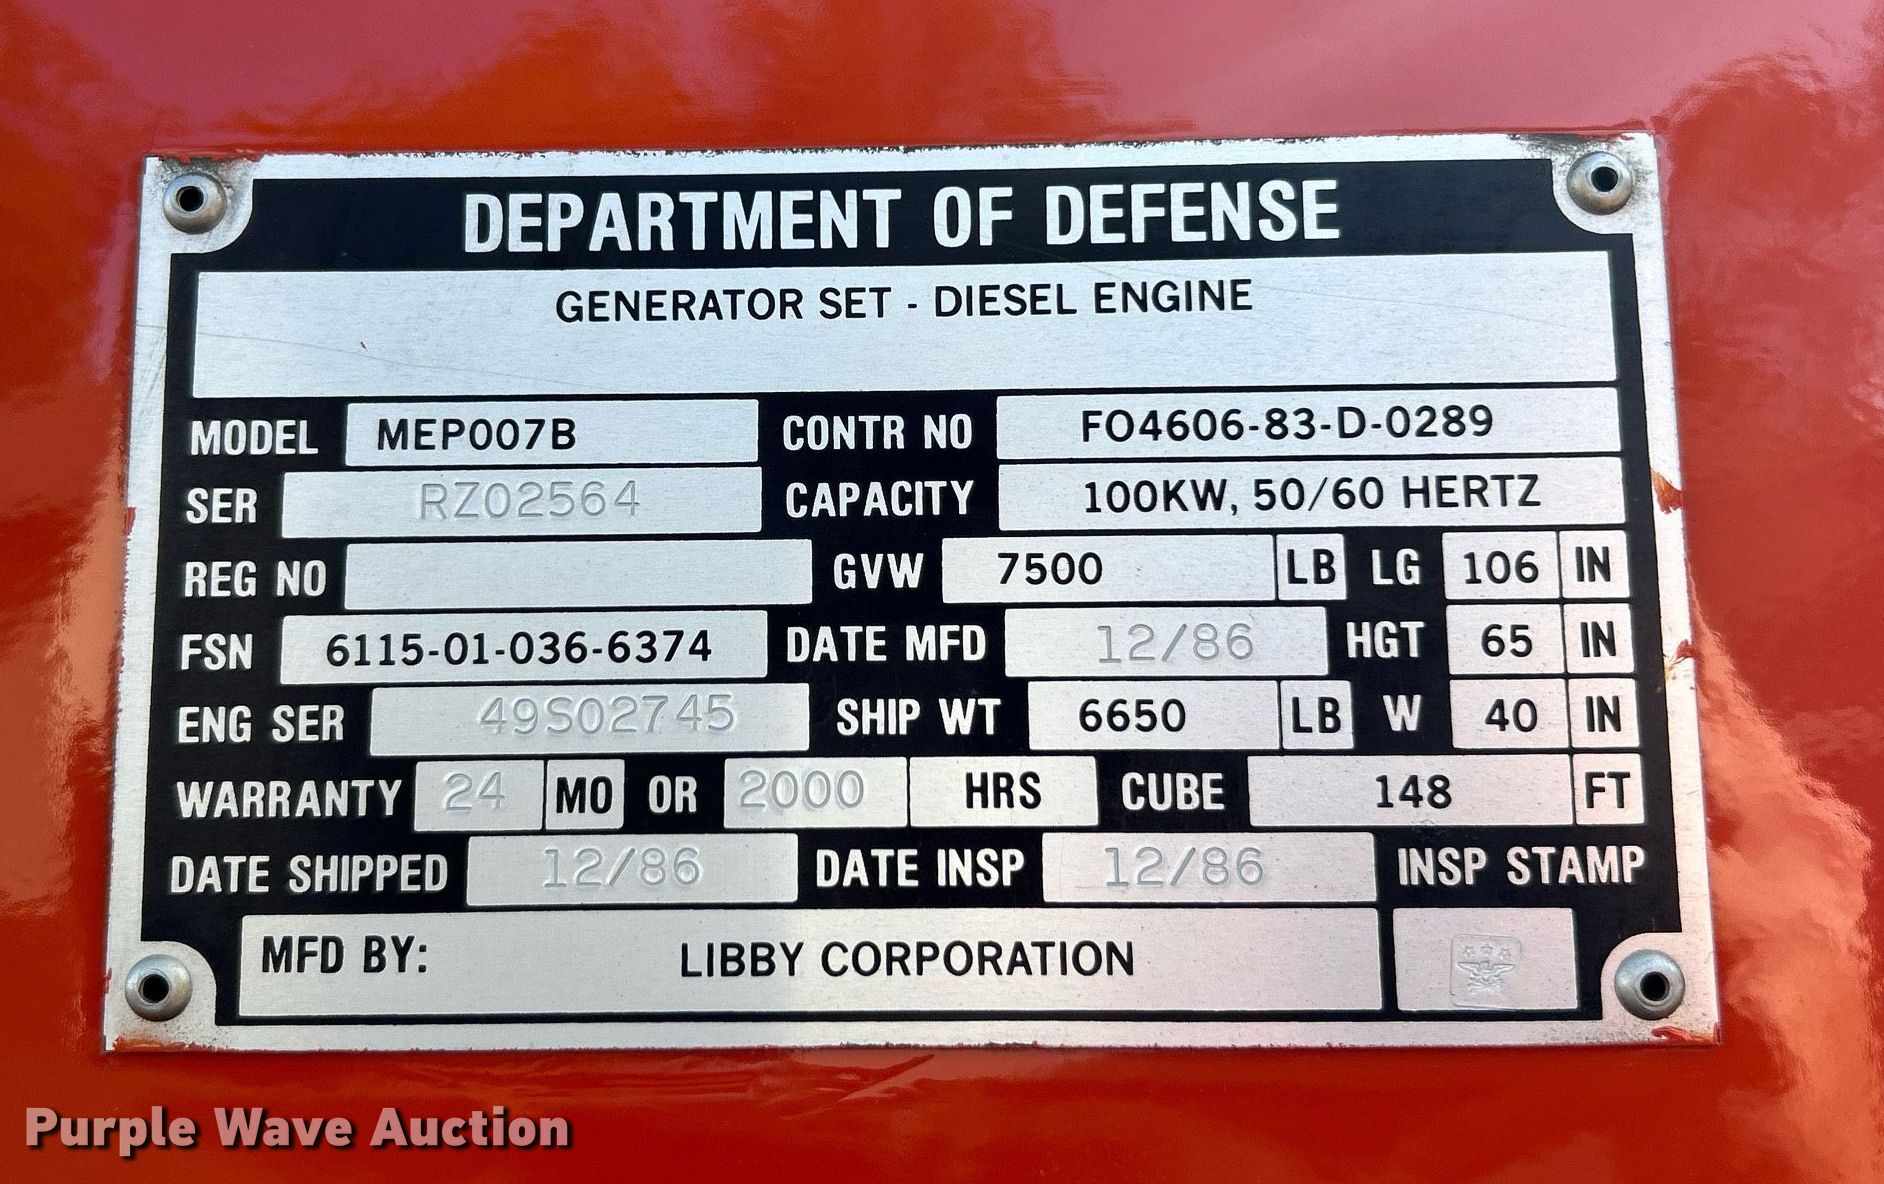 DEPARTMENT OF DEFENSE
GENERATOR SET - DIESEL ENGINE
MODEL MEP007B CONTR NO FO4606-83-D-0289
SER RZ02564 CAPACITY 100KW, 50/60 HERTZ
REG NO GVW 7500 LB LG 106 IN
FSN 6115-01-036-6374 DATE MFD 12/86 HGT 65 IN
ENG SER 49S02745 SHIP WT 6650 LB W 40 IN
WARRANTY 24 MO OR 2000 HRS CUBE 148 FT
DATE SHIPPED 12/86 DATE INSP 12/86 INSP STAMP
MFD BY: LIBBY CORPORATION
Purple Wave Auction